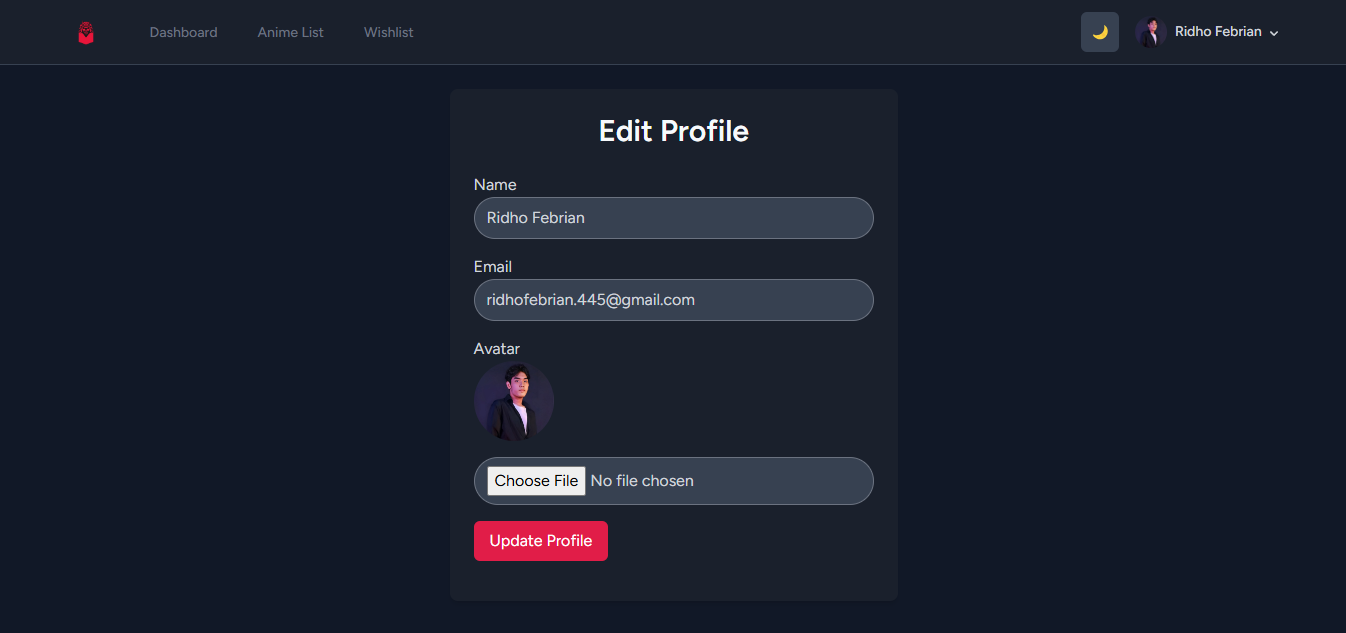 Dashboard Anime List Wishlist Ridho Febrian
Edit Profile
Name
Ridho Febrian
Email
ridhofebrian.445@gmail.com
Avatar
Choose File No file chosen
Update Profile